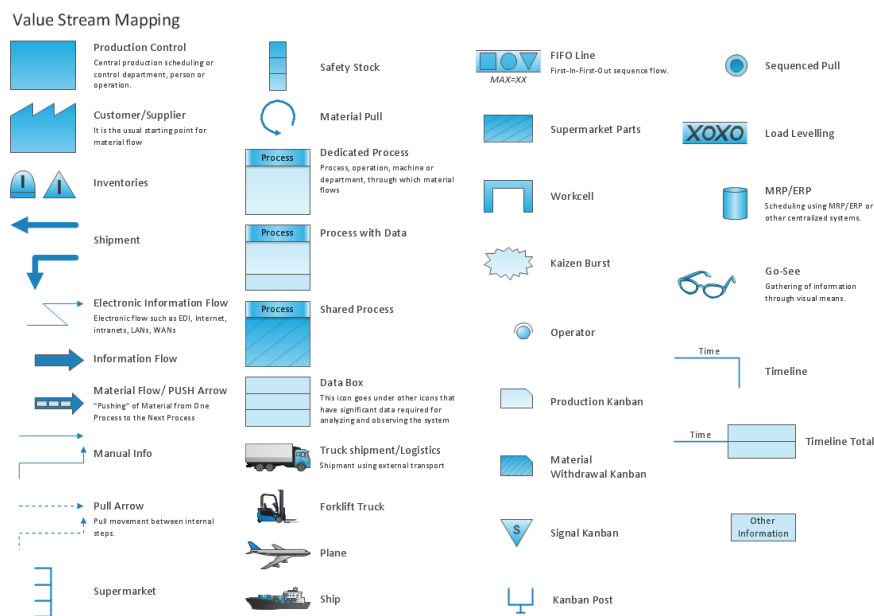 Value Stream Mapping
Production Control
Central production scheduling or
control department, person or
operation.
Customer/Supplier
It is the usual starting point for
material flow
I
I
Inventories
Shipment
Electronic Information Flow
Electronic flow such as EDI, Internet,
intranets, LANs, WANs
Information Flow
Material Flow/ PUSH Arrow
"Pushing" of Material from One
Process to the Next Process
Manual Info
Pull Arrow
Pull movement between internal
steps.
Supermarket
Safety Stock
Material Pull
Process
Dedicated Process
Process, operation, machine or
department, through which material
flows
Process
Process with Data
Process
Shared Process
Data Box
This icon goes under other icons that
have significant data required for
analyzing and observing the system
Truck shipment/Logistics
Shipment using external transport
Forklift Truck
Plane
Ship
MAX=XX
FIFO Line
First-In-First-Out sequence flow.
Supermarket Parts
Workcell
Kaizen Burst
Operator
Production Kanban
Material
Withdrawal Kanban
S
Signal Kanban
Kanban Post
Sequenced Pull
XOXO
Load Levelling
MRP/ERP
Scheduling using MRP/ERP or
other centralized systems.
Go-See
Gathering of information
through visual means.
Time
Timeline
Time
Timeline Total
Other
Information